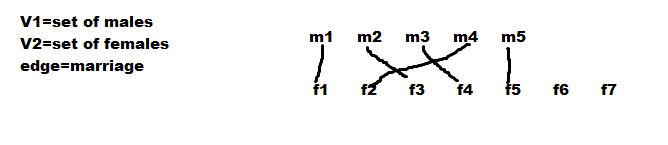 V1=set of males
V2=set of females
edge=marriage
m1 m2 m3 m4 m5
f1 f2 f3 f4 f5 f6 f7